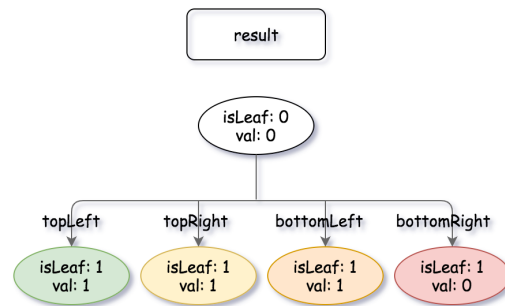 result
isLeaf: 0
val: 0
topLeft
topRight
bottomLeft
bottomRight
isLeaf: 1
val: 1
isLeaf: 1
val: 1
isLeaf: 1
val: 1
isLeaf: 1
val: 0